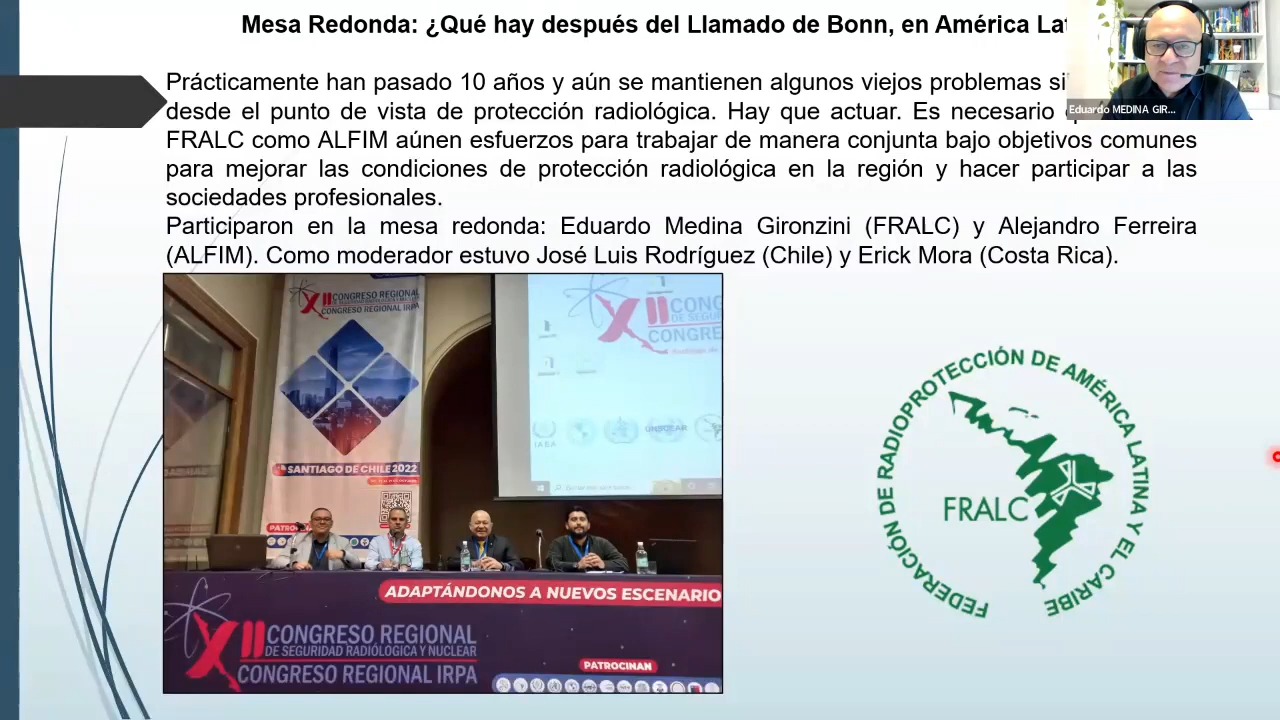 Mesa Redonda: ¿Qué hay después del Llamado de Bonn, en América
Prácticamente han pasado 10 años y aún se mantienen algunos viejos problemas
desde el punto de vista de protección radiológica. Hay que actuar. Es necesario
FRALC como ALFIM aúnen esfuerzos para trabajar de manera conjunta bajo objetivos comunes
para mejorar las condiciones de protección radiológica en la región y hacer participar a las
sociedades profesionales.
Participaron en la mesa redonda: Eduardo Medina Gironzini (FRALC) y Alejandro Ferreira
(ALFIM). Como moderador estuvo José Luis Rodríguez (Chile) y Erick Mora (Costa Rica).
Eduardo MEDINA GIR...
XII CONGRESO REGIONAL
CONGRESO REGIONAL IRPA
SANTIAGO DE CHILE 2022
XII CONG
CONGRE
IAEA
UNSCEAR
ADAPTÁNDONOS A NUEVOS ESCENARIO
XII CONGRESO REGIONAL
DE SEGURIDAD RADIOLÓGICA Y NUCLEAR
CONGRESO REGIONAL IRPA
PATROCINAN
FEDERACIÓN DE RADIOPROTECCIÓN DE AMÉRICA LATINA Y EL CARIBE
FRALC